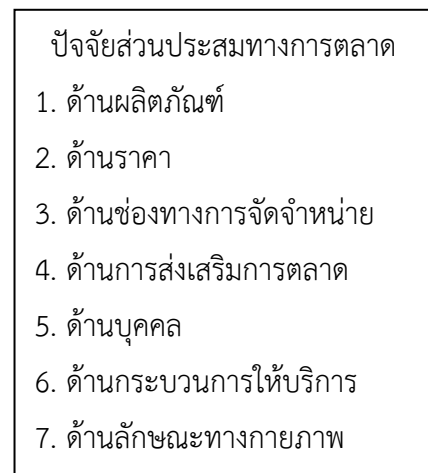 ปัจจัยส่วนประสมทางการตลาด
1. ด้านผลิตภัณฑ์
2. ด้านราคา
3. ด้านช่องทางการจัดจำหน่าย
4. ด้านการส่งเสริมการตลาด
5. ด้านบุคคล
6. ด้านกระบวนการให้บริการ
7. ด้านลักษณะทางกายภาพ